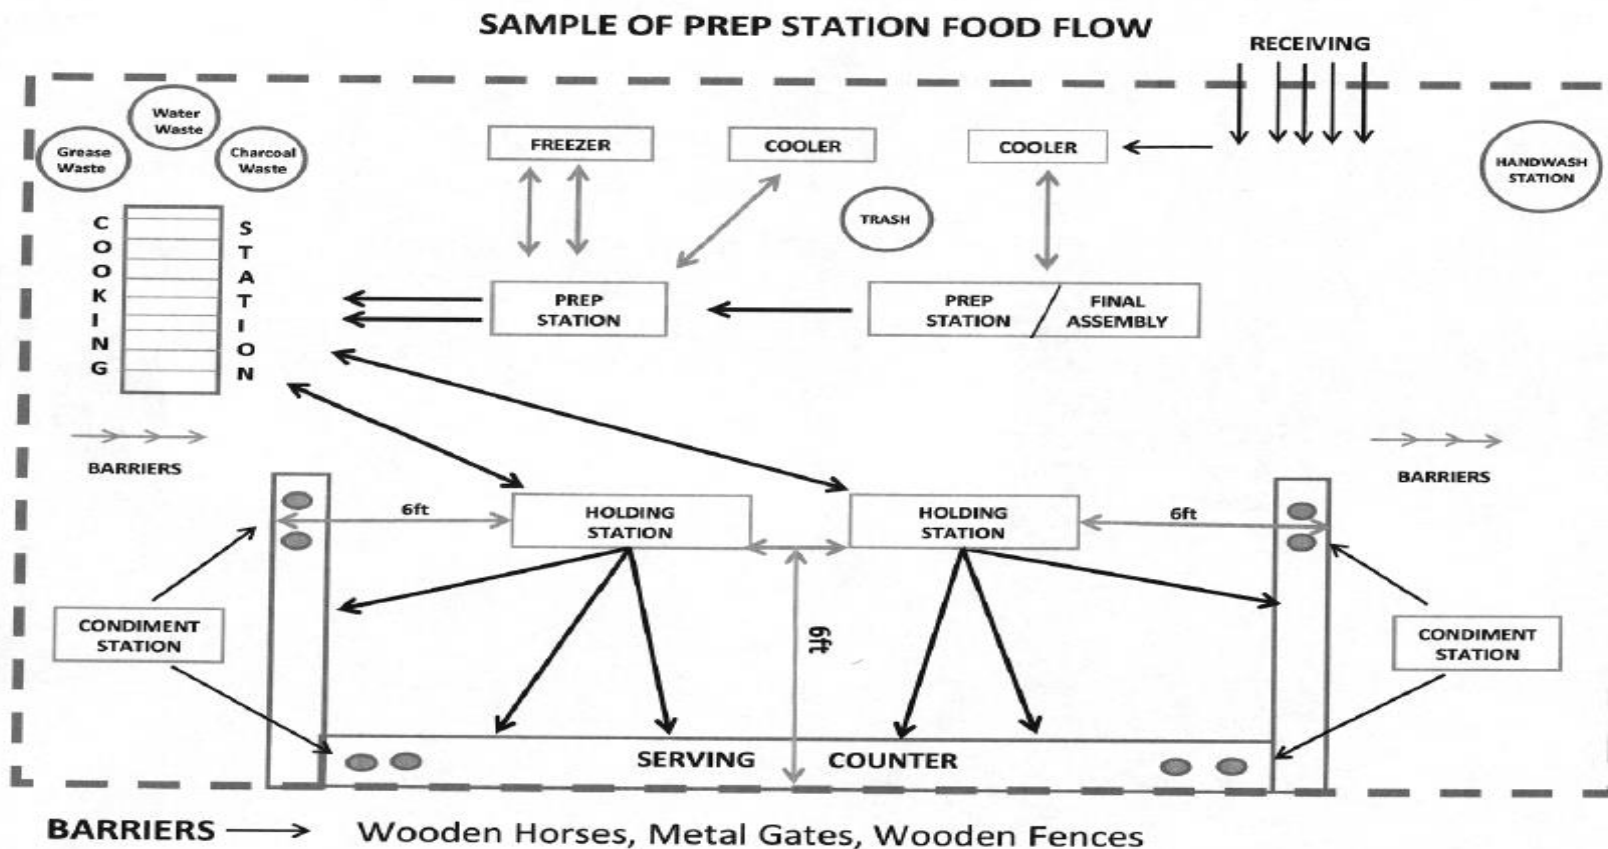 SAMPLE OF PREP STATION FOOD FLOW
RECEIVING
Water
Waste
Grease
Waste
Charcoal
Waste
FREEZER
COOLER
COOLER
HANDWASH
STATION
TRASH
COOKING
STATION
PREP
STATION
PREP
STATION
/
FINAL
ASSEMBLY
BARRIERS
BARRIERS
6ft
HOLDING
STATION
HOLDING
STATION
6ft
CONDIMENT
STATION
6ft
CONDIMENT
STATION
SERVING COUNTER
BARRIERS Wooden Horses, Metal Gates, Wooden Fences